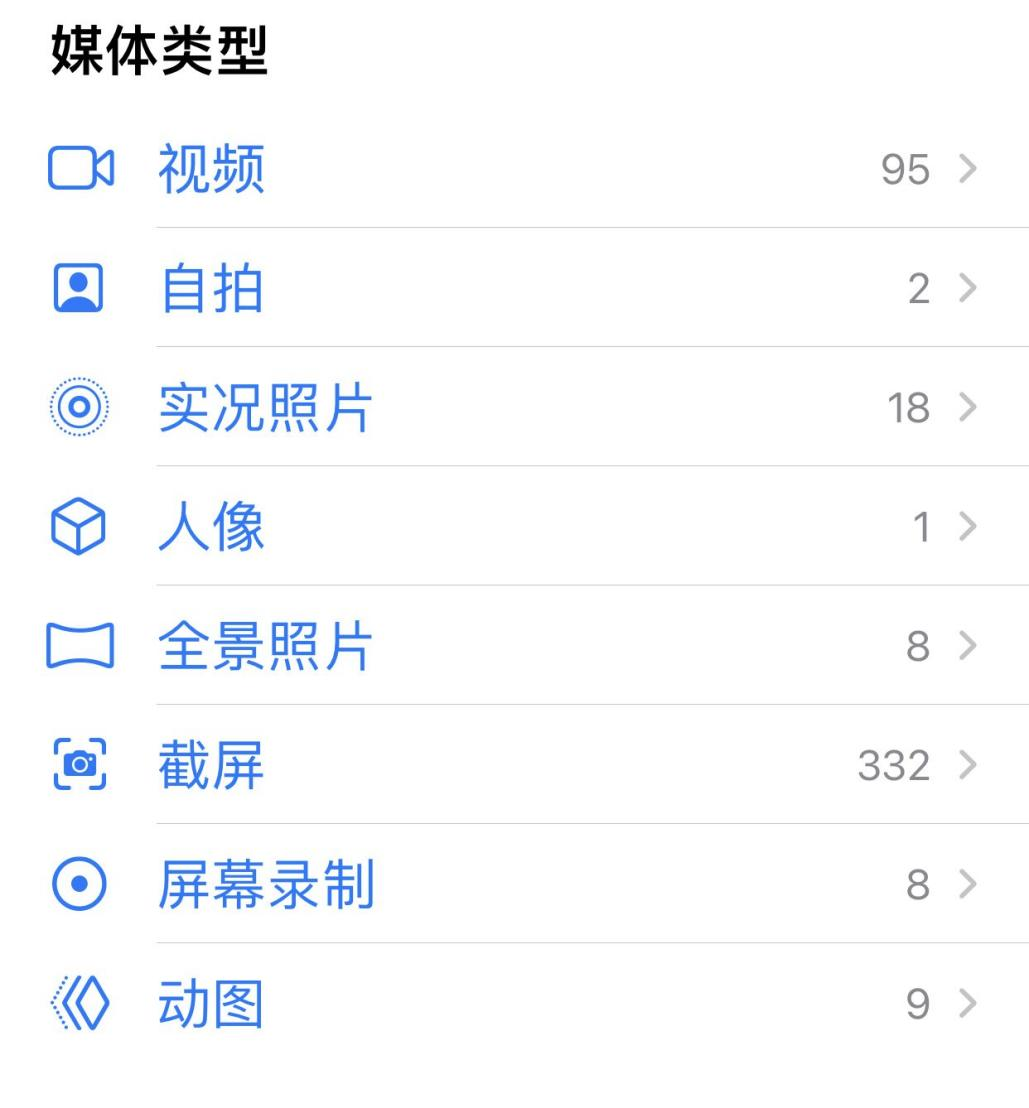 媒体类型
视频 95
自拍 2
实况照片 18
人像 1
全景照片 8
截屏 332
屏幕录制 8
动图 9